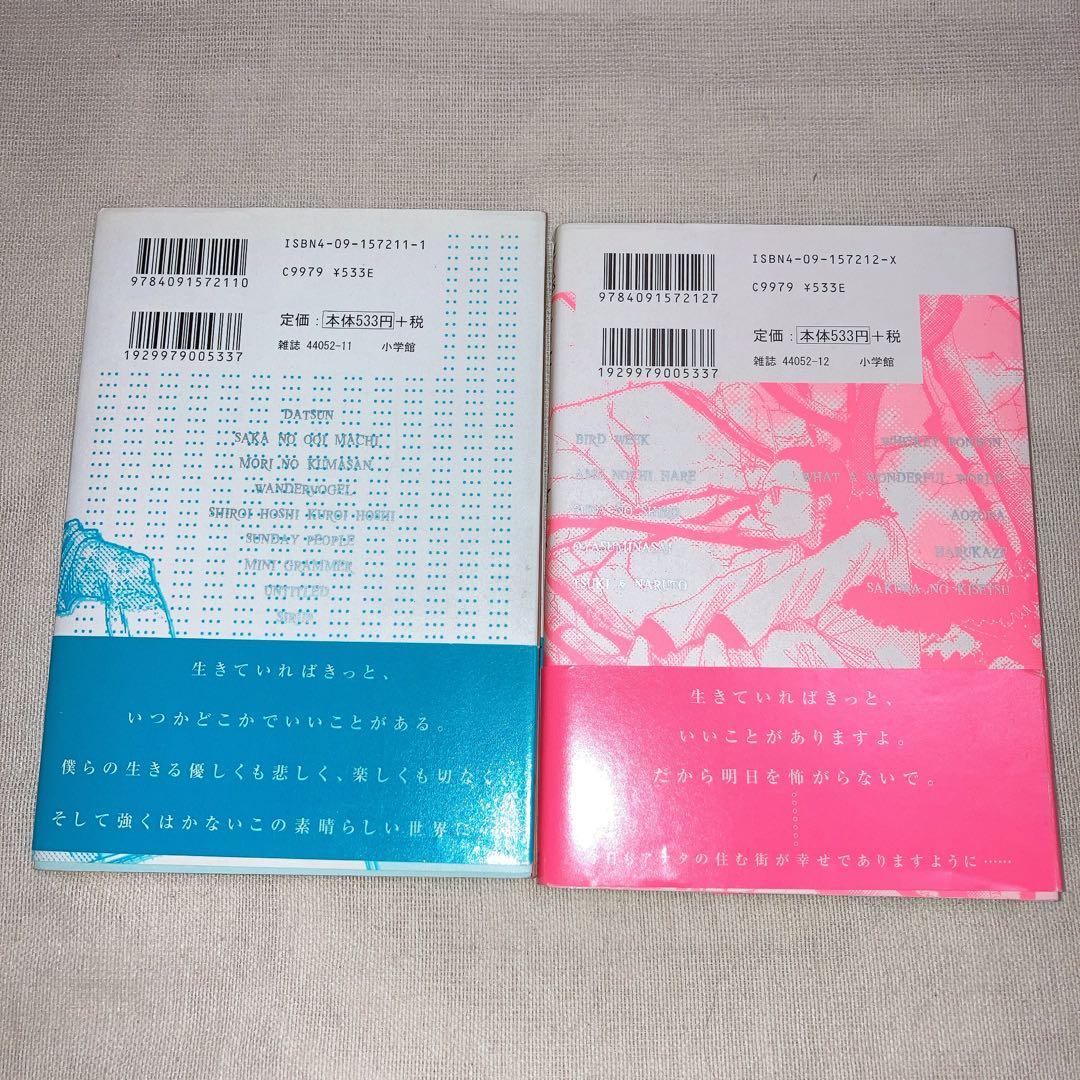 ISBN4-09-157211-1
9784091572110
C9979 ¥533E
1929979005337
定価：本体533円+税
雑誌 44052-11 小学館
DATSUN
SAKA NO OOI MACHI
MORI NO KUMASAN
WANDERVOGEL
SHIROI HOSHI KUROI HOSHI
SUNDAY PEOPLE
MINI GRAMMER
UNTITLED
生きていればきっと、
いつかどこかでいいことがある。
僕らの生きる優しくも悲しく、楽しくも切なく、
そして強くはかないこの素晴らしい世界に
ISBN4-09-157212-X
9784091572127
C9979 ¥533E
1929979005337
定価：本体533円+税
雑誌 44052-12 小学館
BIRD WEEK
AME NOCHI HARE
OYASUMINASAI
TSUKI & NARUTO
WHISKEY BONBON
WHAT A WONDERFUL WORLD
AOZORA
HARUKAZE
SAKURA NO KISETSU
生きていればきっと、
いいことがありますよ。
だから明日を怖がらないで。
の住む街が幸せでありますように……